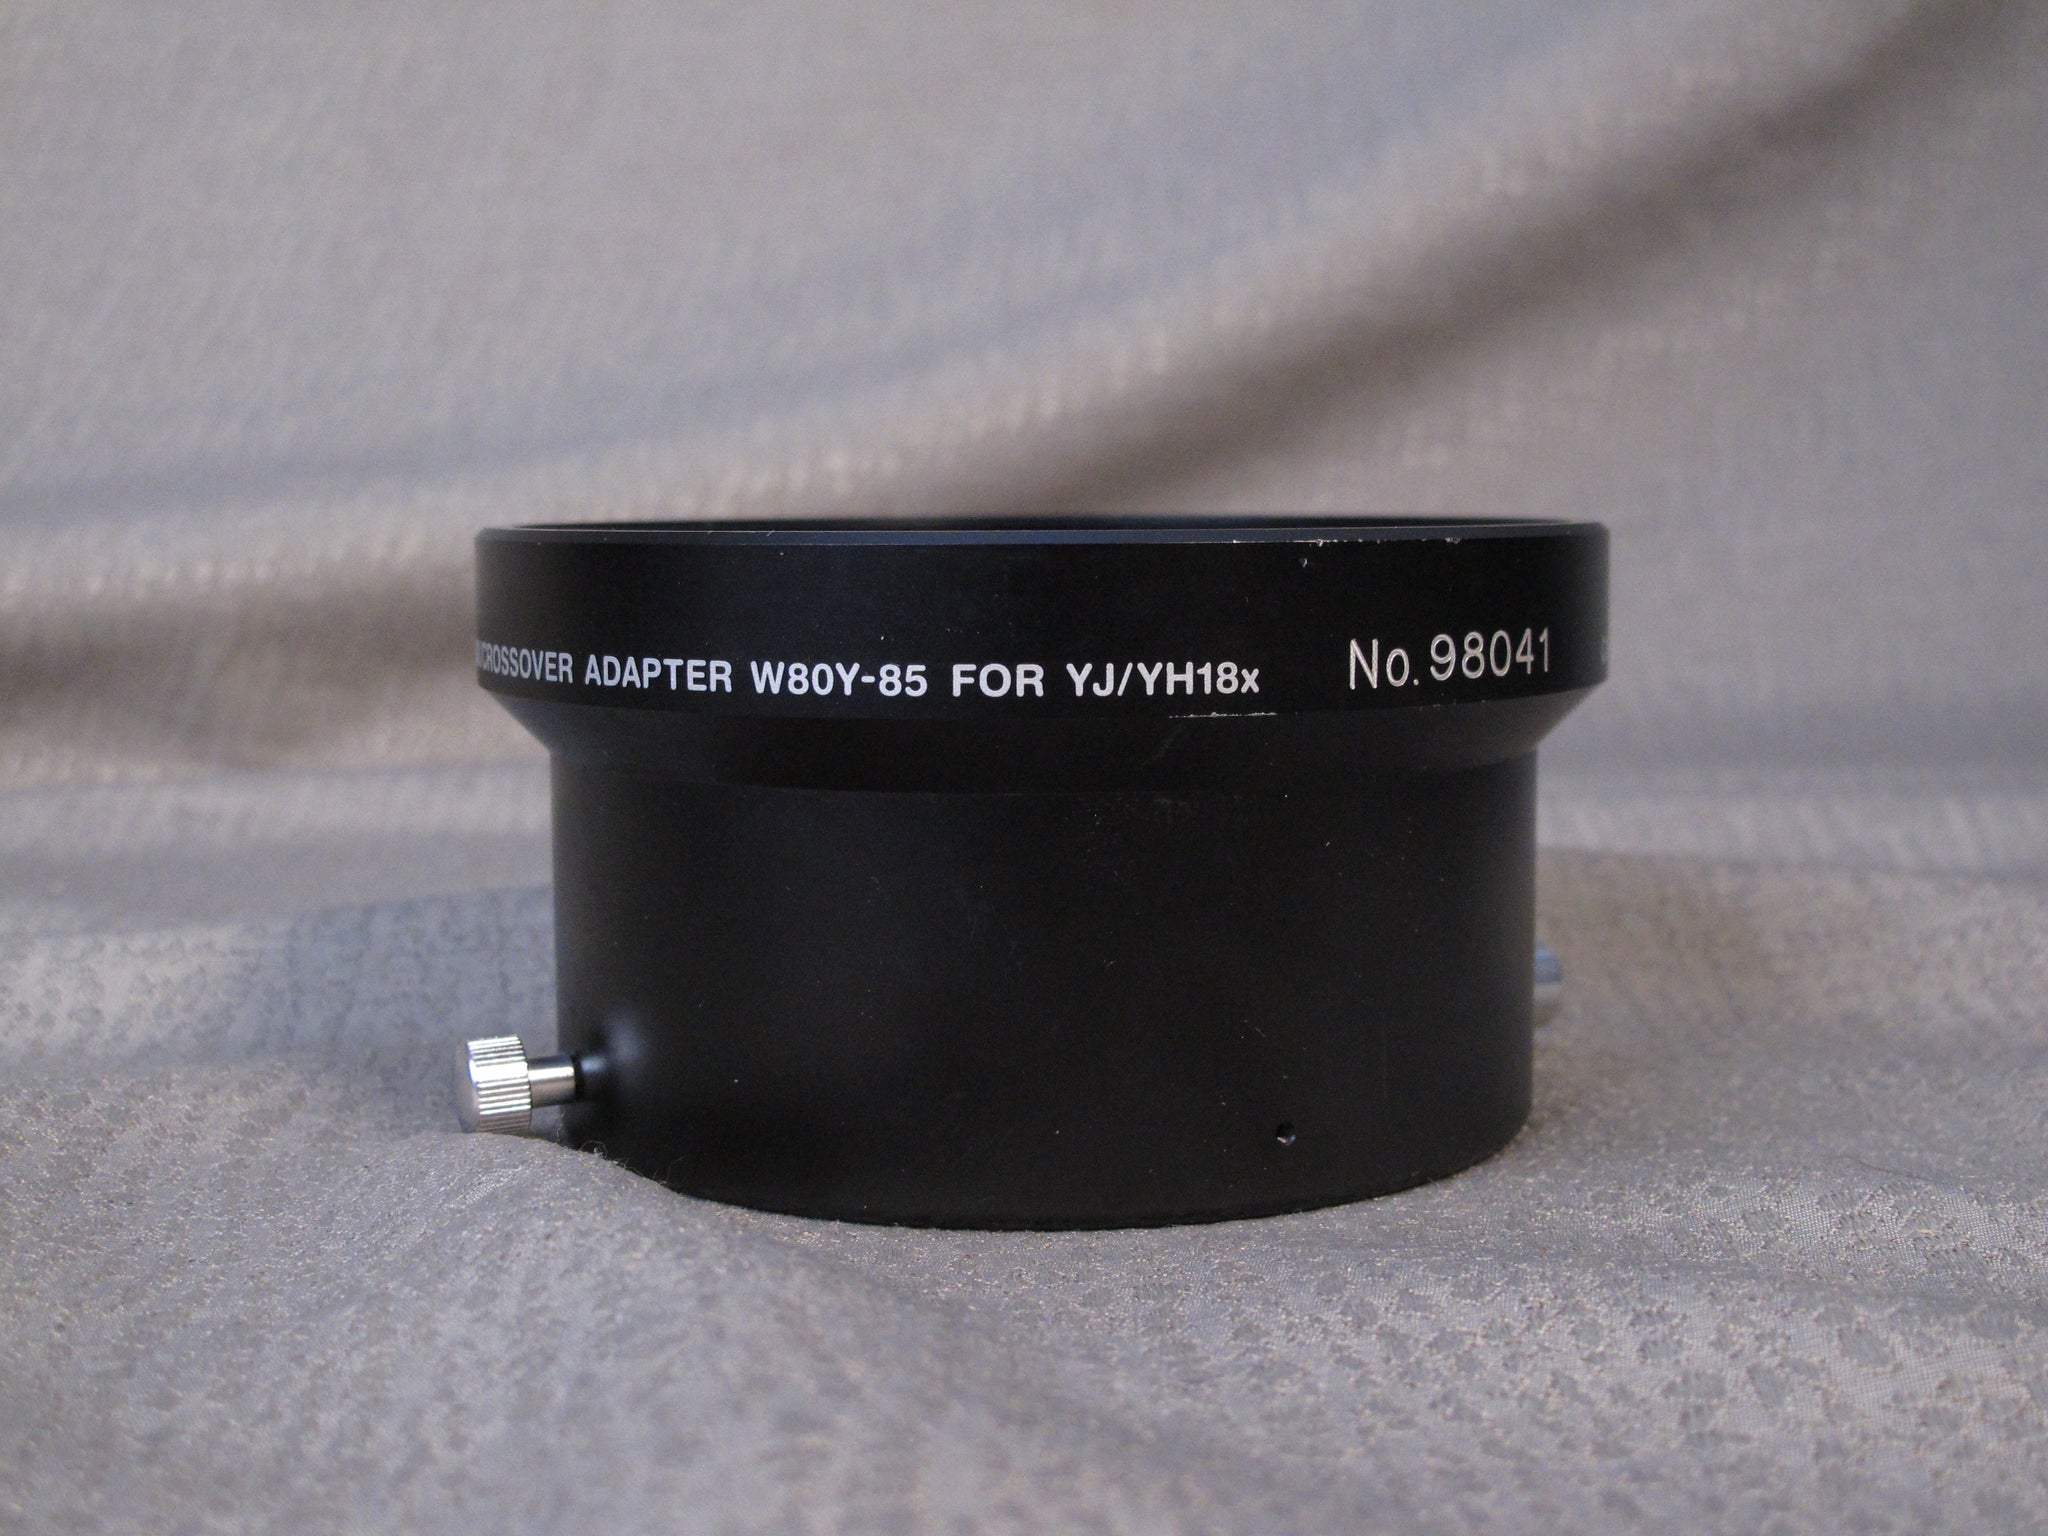 CROSSOVER ADAPTER W80Y-85 FOR YJ/YH18x No. 98041